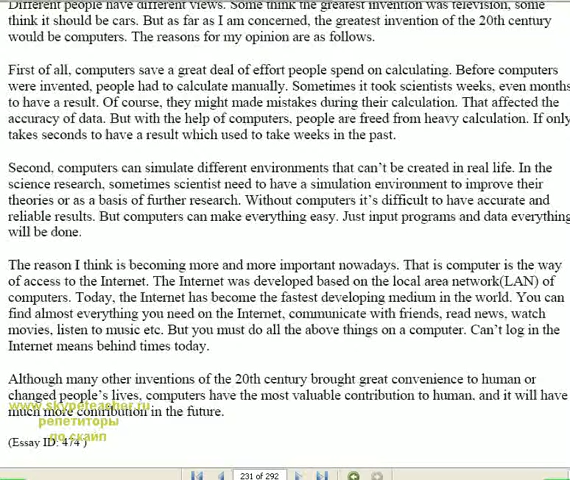 Different people have different views. Some think the greatest invention was television, some
think it should be cars. But as far as I am concerned, the greatest invention of the 20th century
would be computers. The reasons for my opinion are as follows.
First of all, computers save a great deal of effort people spend on calculating. Before computers
were invented, people had to calculate manually. Sometimes it took scientists weeks, even months
to have a result. Of course, they might made mistakes during their calculation. That affected the
accuracy of data. But with the help of computers, people are freed from heavy calculation. If only
takes seconds to have a result which used to take weeks in the past.
Second, computers can simulate different environments that can't be created in real life. In the
science research, sometimes scientist need to have a simulation environment to improve their
theories or as a basis of further research. Without computers it's difficult to have accurate and
reliable results. But computers can make everything easy. Just input programs and data everything
will be done.
The reason I think is becoming more and more important nowadays. That is computer is the way
of access to the Internet. The Internet was developed based on the local area network(LAN) of
computers. Today, the Internet has become the fastest developing medium in the world. You can
find almost everything you need on the Internet, communicate with friends, read news, watch
movies, listen to music etc. But you must do all the above things on a computer. Can't log in the
Internet means behind times today.
Although many other inventions of the 20th century brought great convenience to human or
changed people's lives, computers have the most valuable contribution to human, and it will have
www.skypeteacher.ru
much more contribution in the future.
репетиторы
по скайп
(Essay ID: 474 )
231 of 292